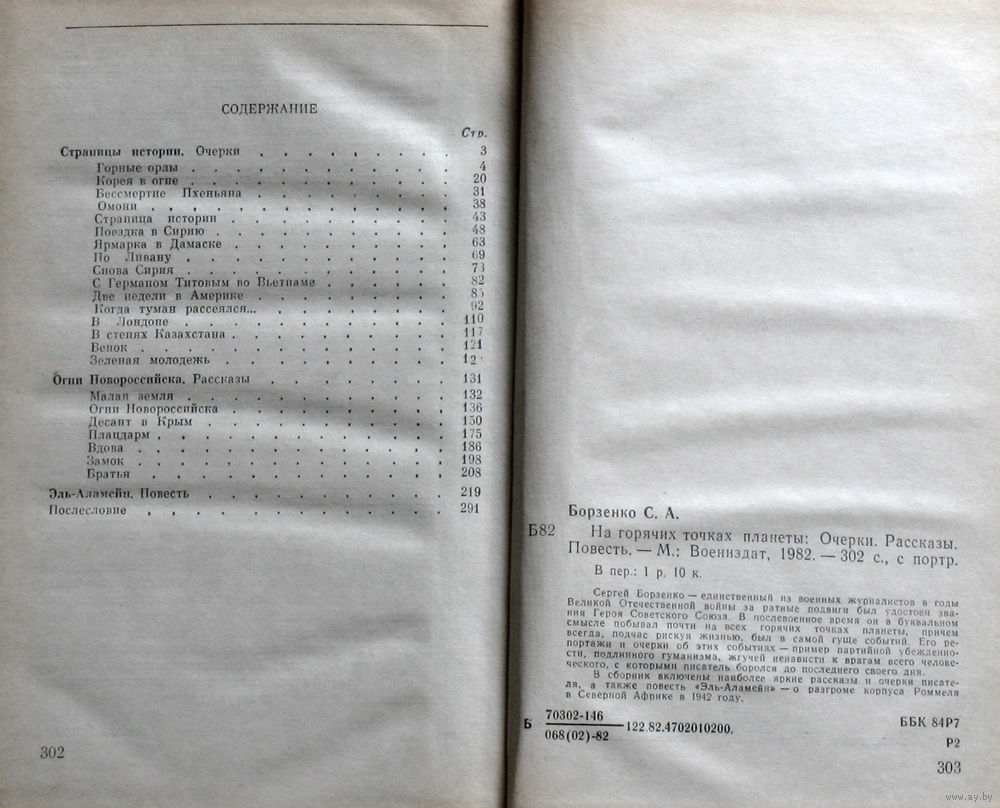 СОДЕРЖАНИЕ
Стр.
Страницы истории. Очерки . . . . . . . . 3
Горные орлы . . . . . . . . . . . 4
Корея в огне . . . . . . . . . . . 20
Бессмертие Пхеньяна . . . . . . . . 31
Омони . . . . . . . . . . . . 38
Страница истории . . . . . . . . . 43
Поездка в Сирию . . . . . . . . . 48
Ярмарка в Дамаске . . . . . . . . . 63
По Ливану . . . . . . . . . . . 69
Снова Сирия . . . . . . . . . . . 73
С Германом Титовым во Вьетнаме . . . . . 82
Две недели в Америке . . . . . . . . 85
Когда туман рассеялся... . . . . . . . . 92
В Лондоне . . . . . . . . . . . 110
В степях Казахстана . . . . . . . . . 117
Венок . . . . . . . . . . . . 121
Зеленая молодежь . . . . . . . . . 12
Огни Новороссийска. Рассказы . . . . . . . 131
Малая земля . . . . . . . . . . . 132
Огни Новороссийска . . . . . . . . . 136
Десант в Крым . . . . . . . . . . 150
Плацдарм . . . . . . . . . . . . 175
Вдова . . . . . . . . . . . . 186
Замок . . . . . . . . . . . . 198
Братья . . . . . . . . . . . . 208
Эль-Аламейн. Повесть . . . . . . . . . 219
Послесловие . . . . . . . . . . . 291
302
Борзенко С. А.
Б82 На горячих точках планеты: Очерки. Рассказы.
Повесть. — М.: Воениздат, 1982. — 302 с., с портр.
В пер.: 1 р. 10 к.
Сергей Борзенко — единственный из военных журналистов в годы
Великой Отечественной войны за ратные подвиги был удостоен зва-
ния Героя Советского Союза. В послевоенное время он в буквальном
смысле побывал почти на всех горячих точках планеты, причем
всегда, подчас рискуя жизнью, был в самой гуще событий. Его ре-
портажи и очерки об этих событиях — пример партийной убежденно-
сти, подлинного гуманизма, жгучей ненависти к врагам всего челове-
ческого, с которыми писатель боролся до последнего своего дня.
В сборник включены наиболее яркие рассказы и очерки писате-
ля, а также повесть «Эль-Аламейн» — о разгроме корпуса Роммеля
в Северной Африке в 1942 году.
Б 70302-146
068(02)-82 122.82.4702010200.
ББК 84Р7
Р2
303
www.ay.by